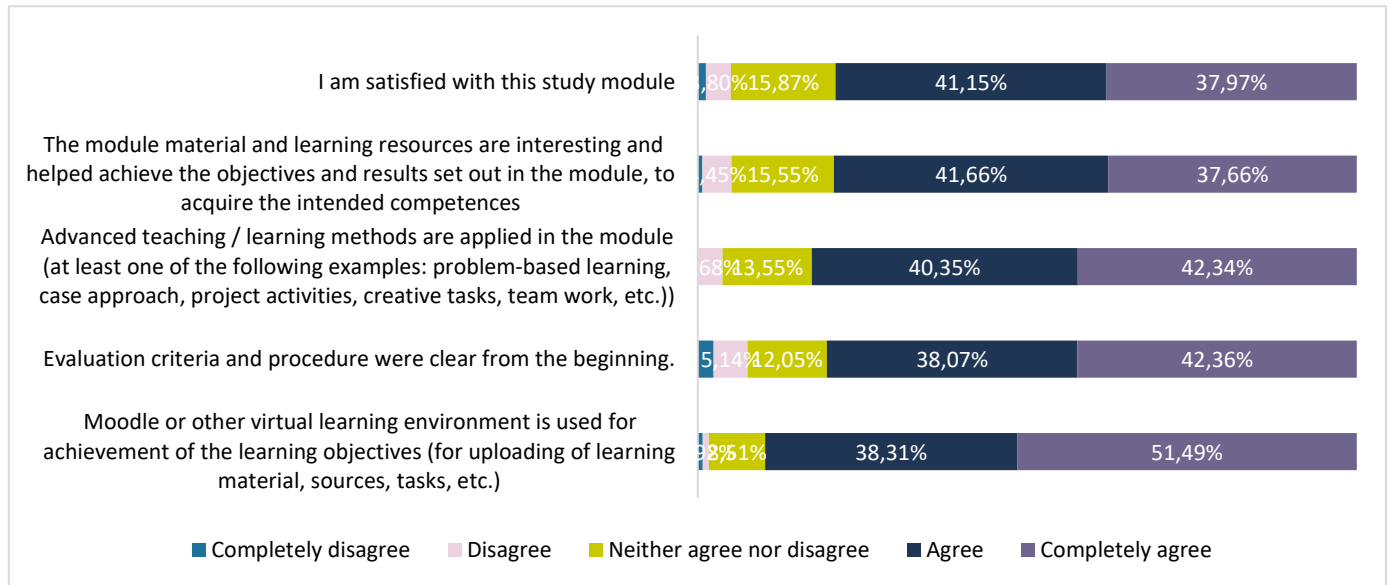 I am satisfied with this study module
,80% 15,87% 41,15% 37,97%
The module material and learning resources are interesting and
helped achieve the objectives and results set out in the module, to
acquire the intended competences
,45% 15,55% 41,66% 37,66%
Advanced teaching / learning methods are applied in the module
(at least one of the following examples: problem-based learning,
case approach, project activities, creative tasks, team work, etc.))
,68% 13,55% 40,35% 42,34%
Evaluation criteria and procedure were clear from the beginning.
5,14% 12,05% 38,07% 42,36%
Moodle or other virtual learning environment is used for
achievement of the learning objectives (for uploading of learning
material, sources, tasks, etc.)
38,31% 51,49%
Completely disagree Disagree Neither agree nor disagree Agree Completely agree